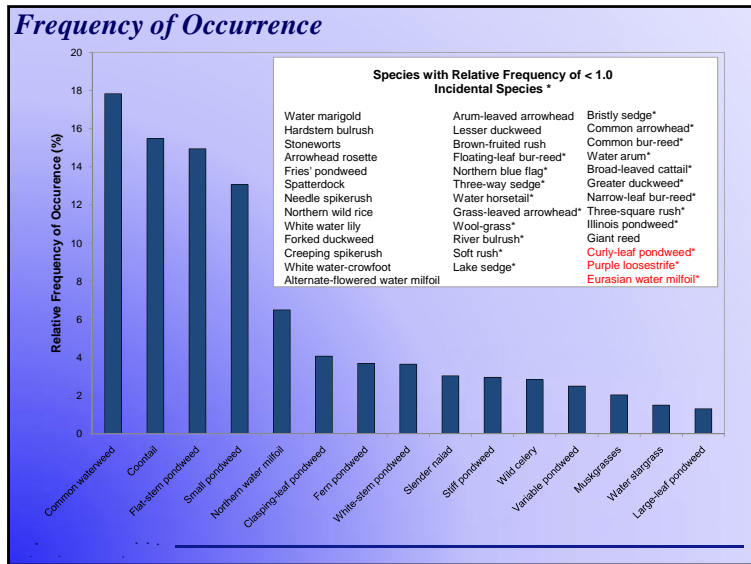 Frequency of Occurrence
Relative Frequency of Occurence (%)
20
18
16
14
12
10
8
6
4
2
0
Species with Relative Frequency of < 1.0
Incidental Species *
Water marigold
Hardstem bulrush
Stoneworts
Arrowhead rosette
Fries' pondweed
Spatterdock
Needle spikerush
Northern wild rice
White water lily
Forked duckweed
Creeping spikerush
White water-crowfoot
Alternate-flowered water milfoil
Arum-leaved arrowhead
Lesser duckweed
Brown-fruited rush
Floating-leaf bur-reed*
Northern blue flag*
Three-way sedge*
Water horsetail*
Grass-leaved arrowhead*
Wool-grass*
River bulrush*
Soft rush*
Lake sedge*
Bristly sedge*
Common arrowhead*
Common bur-reed*
Water arum*
Broad-leaved cattail*
Greater duckweed*
Narrow-leaf bur-reed*
Three-square rush*
Illinois pondweed*
Giant reed
Curly-leaf pondweed*
Purple loosestrife*
Eurasian water milfoil*
Common waterweed
Coontail
Flat-stem pondweed
Small pondweed
Northern water milfoil
Clasping-leaf pondweed
Fern pondweed
White-stem pondweed
Slender naiad
Stiff pondweed
Wild celery
Variable pondweed
Muskgrasses
Water stargrass
Large-leaf pondweed